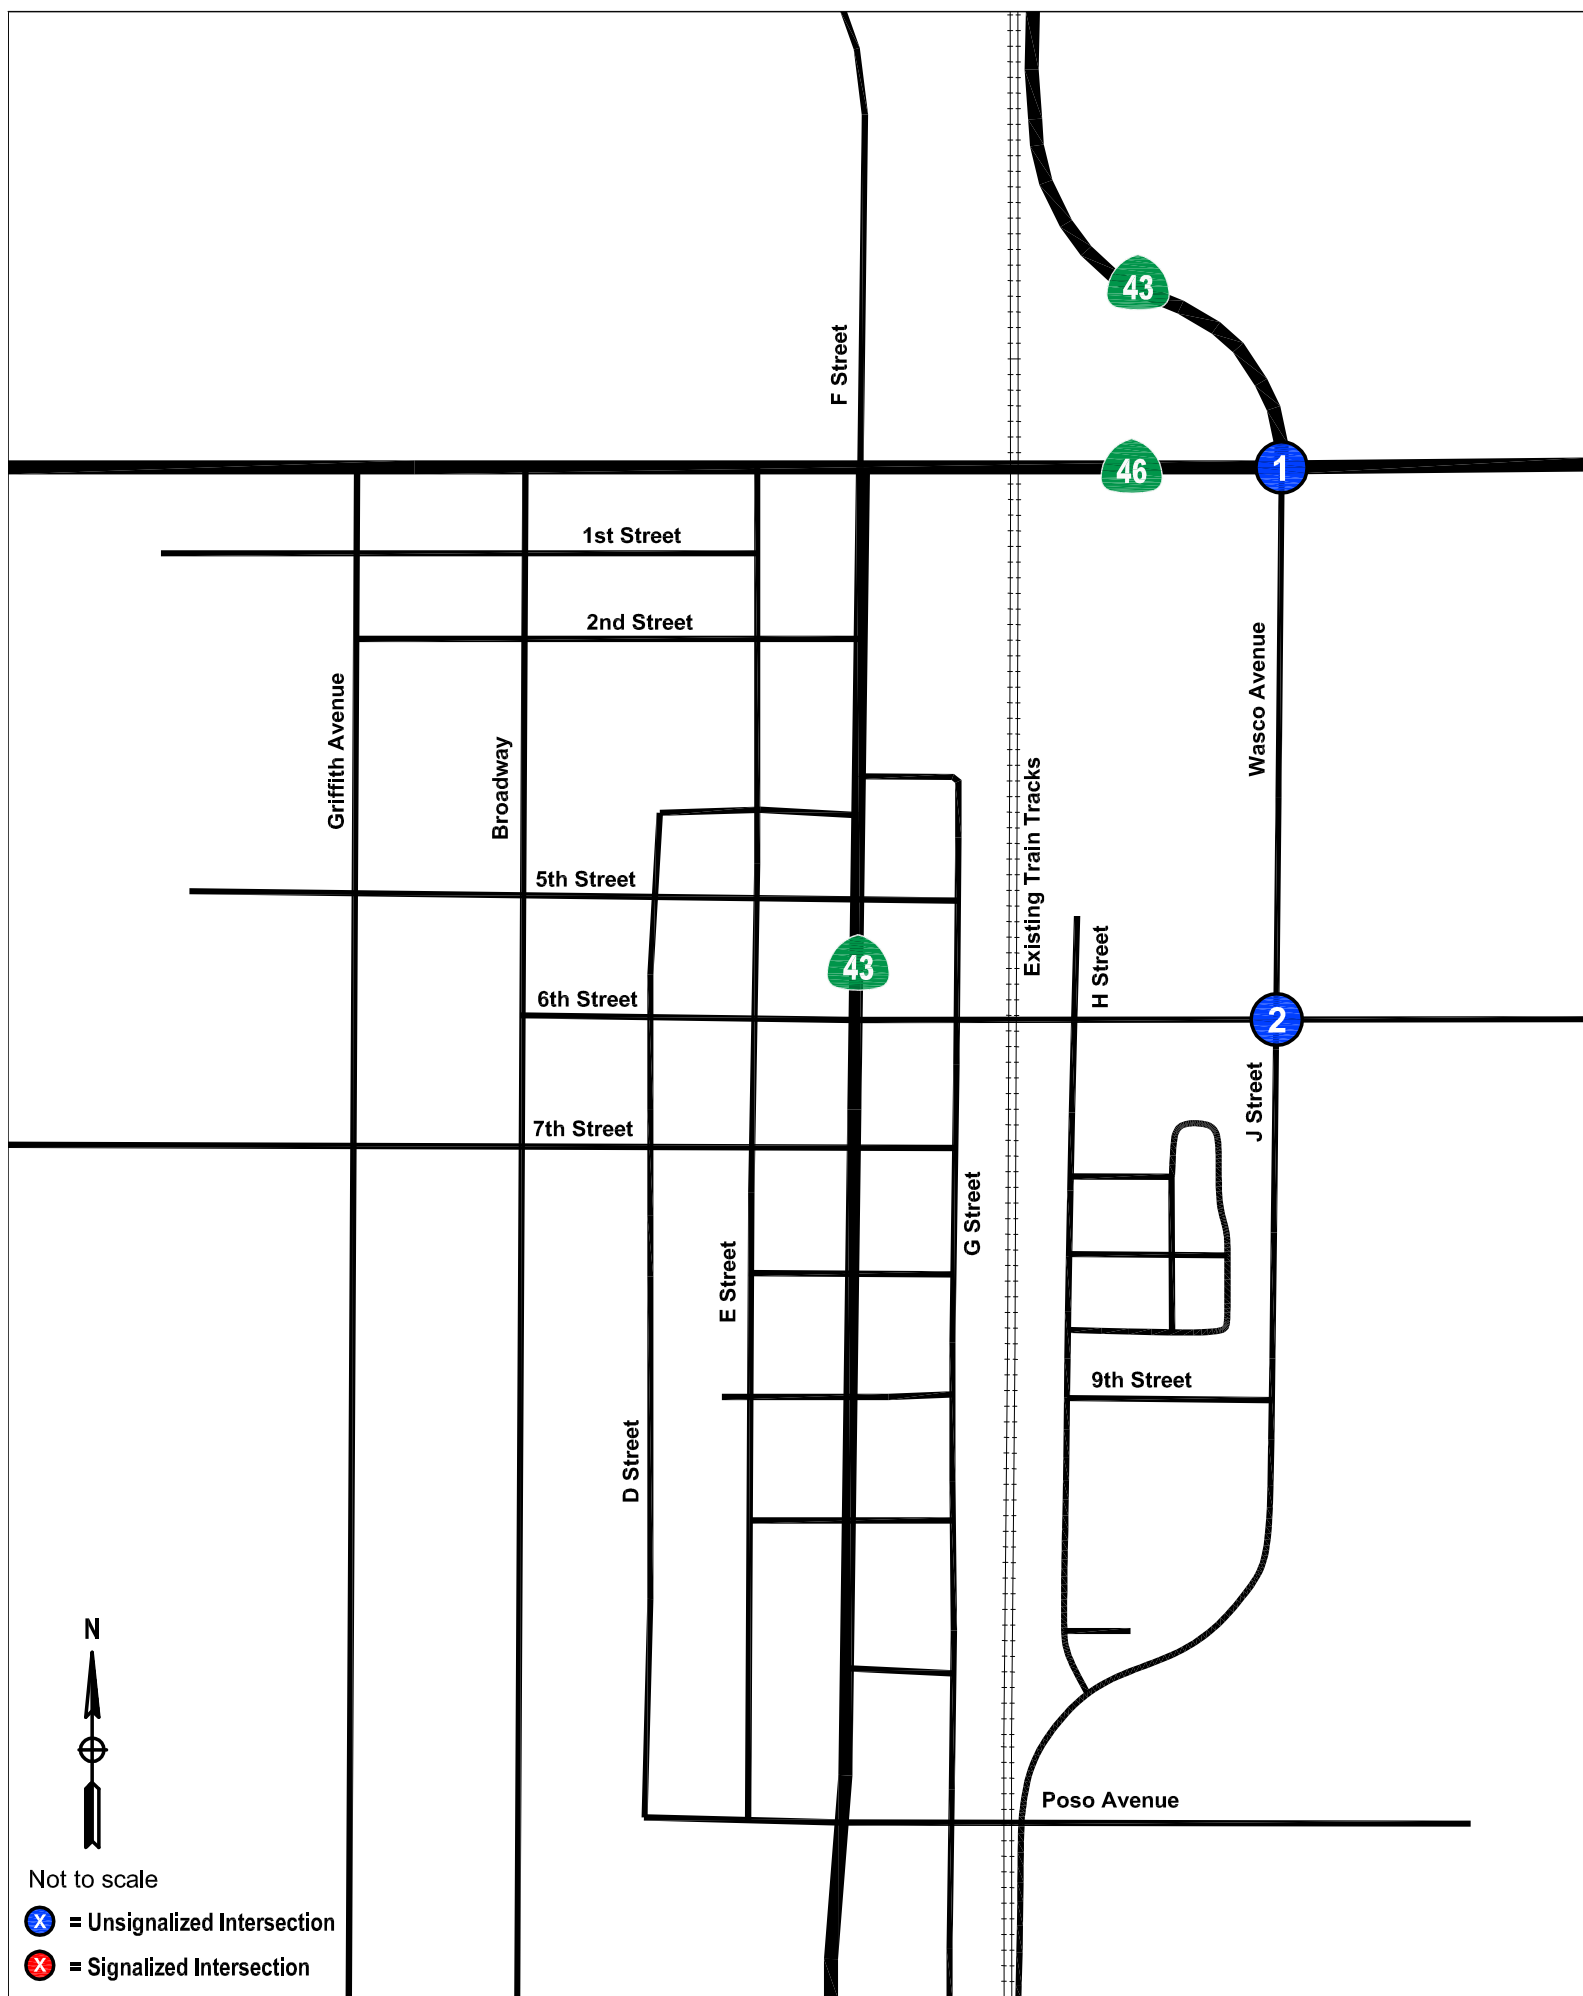 43
F Street
46
1
1st Street
2nd Street
Wasco Avenue
Griffith Avenue
Broadway
Existing Train Tracks
5th Street
H Street
43
6th Street
2
J Street
7th Street
G Street
E Street
9th Street
D Street
N
Poso Avenue
Not to scale
X = Unsignalized Intersection
X = Signalized Intersection